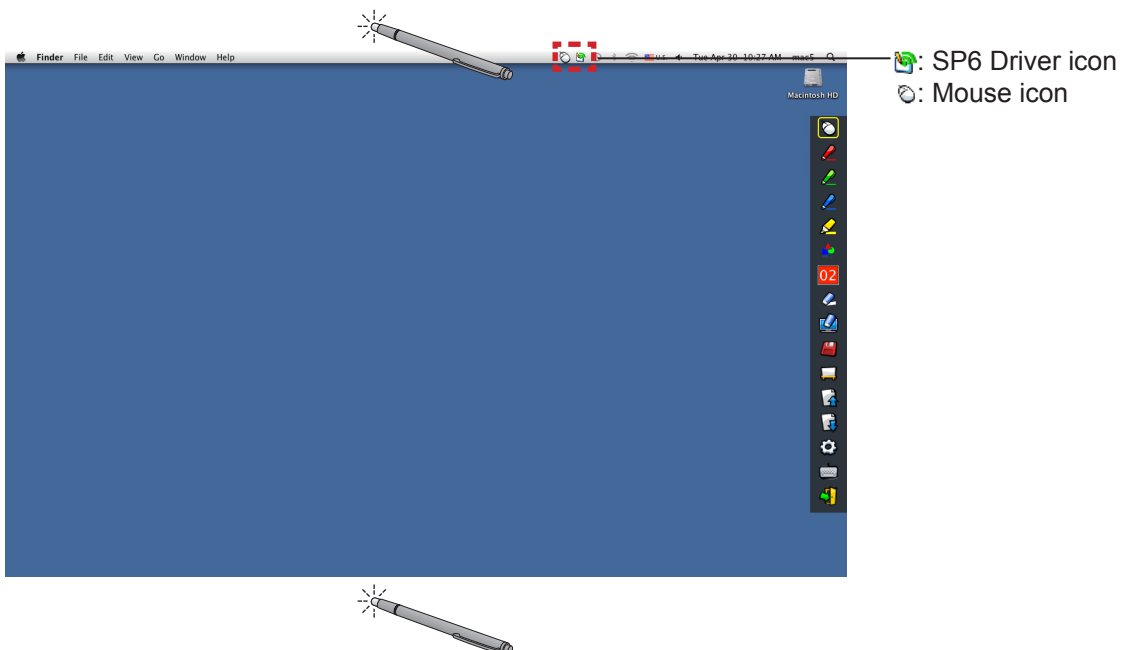 Finder File Edit View Go Window Help U.S. Tue Apr 30 10:27 AM mac5
: SP6 Driver icon
Macintosh HD
: Mouse icon
02